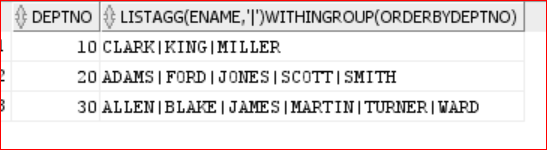 DEPTNO LISTAGG(ENAME,'|')WITHINGROUP(ORDERBYDEPTNO)
10 CLARK|KING|MILLER
2 20 ADAMS|FORD|JONES|SCOTT|SMITH
3 30 ALLEN|BLAKE|JAMES|MARTIN|TURNER|WARD